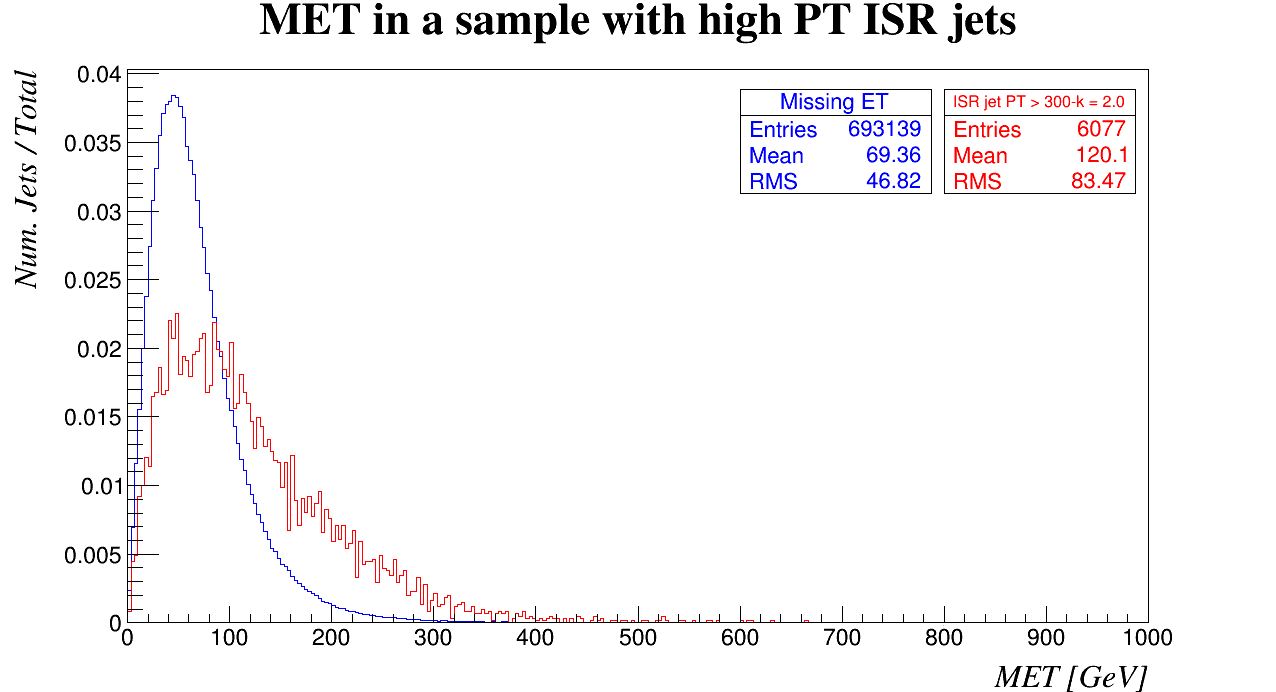 MET in a sample with high PT ISR jets
Num. Jets / Total
0.04
0.035
0.03
0.025
0.02
0.015
0.01
0.005
0
Missing ET
Entries 693139
Mean 69.36
RMS 46.82
ISR jet PT > 300-k = 2.0
Entries 6077
Mean 120.1
RMS 83.47
0 100 200 300 400 500 600 700 800 900 1000
MET [GeV]